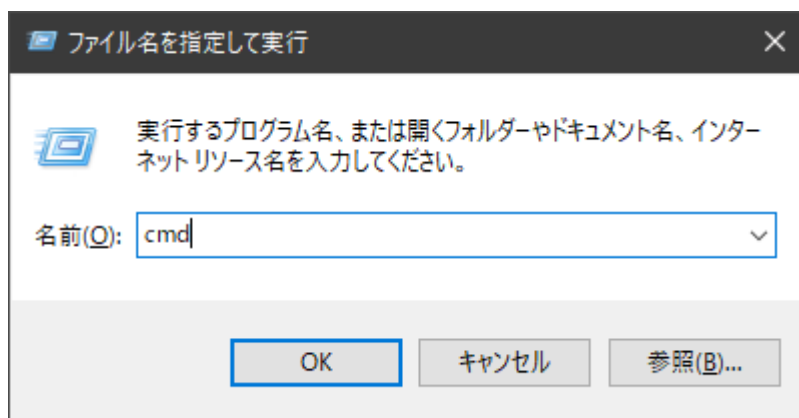 ファイル名を指定して実行
実行するプログラム名、または開くフォルダーやドキュメント名、インター
ネット リソース名を入力してください。
名前(O): cmd
OK キャンセル 参照(B)...